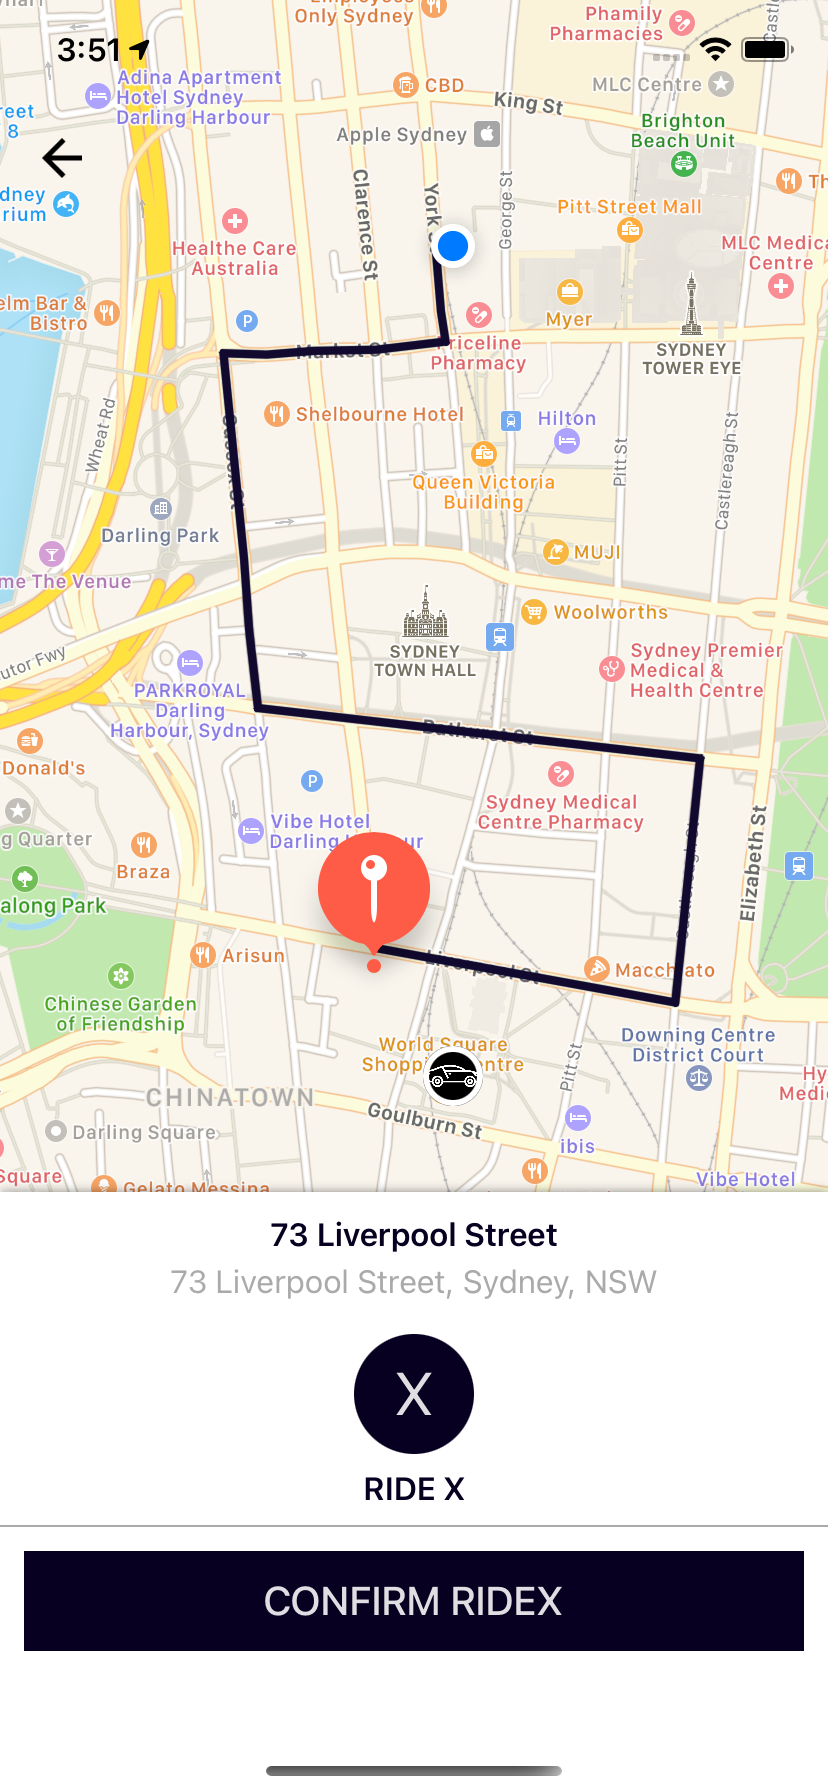 Only Sydney
Phamily
Pharmacies
3:51
Adina Apartment
Hotel Sydney
Darling Harbour
CBD
King St
MLC Centre
8
Apple Sydney
Brighton
Beach Unit
Clarence St
York
George St
Pitt Street Mall
Healthe Care
Australia
MLC Medica
Centre
elm Bar &
Bistro
P
Myer
SYDNEY
TOWER EYE
Market St
riceline
Pharmacy
Shelbourne Hotel
Hilton
Wheat Rd
Pitt St
Castlereagh St
Queen Victoria
Building
Darling Park
MUJI
me The Venue
Woolworths
SYDNEY
TOWN HALL
utor Fwy
Sydney Premier
Medical &
Health Centre
PARKROYAL
Darling
Harbour, Sydney
Bathurst St
Donald's
P
Sydney Medical
Centre Pharmacy
Vibe Hotel
Darling H
ur
g Quarter
Braza
Elizabeth St
along Park
Arisun
Liverpool St
Macchiato
Chinese Garden
of Friendship
World Square
Shopp
entre
Downing Centre
District Court
Pitt St
CHINATOWN
Goulburn St
Hy
Medi
Darling Square
ibis
Square
Vibe Hotel
Gelato Messina
73 Liverpool Street
73 Liverpool Street, Sydney, NSW
X
RIDE X
CONFIRM RIDEX